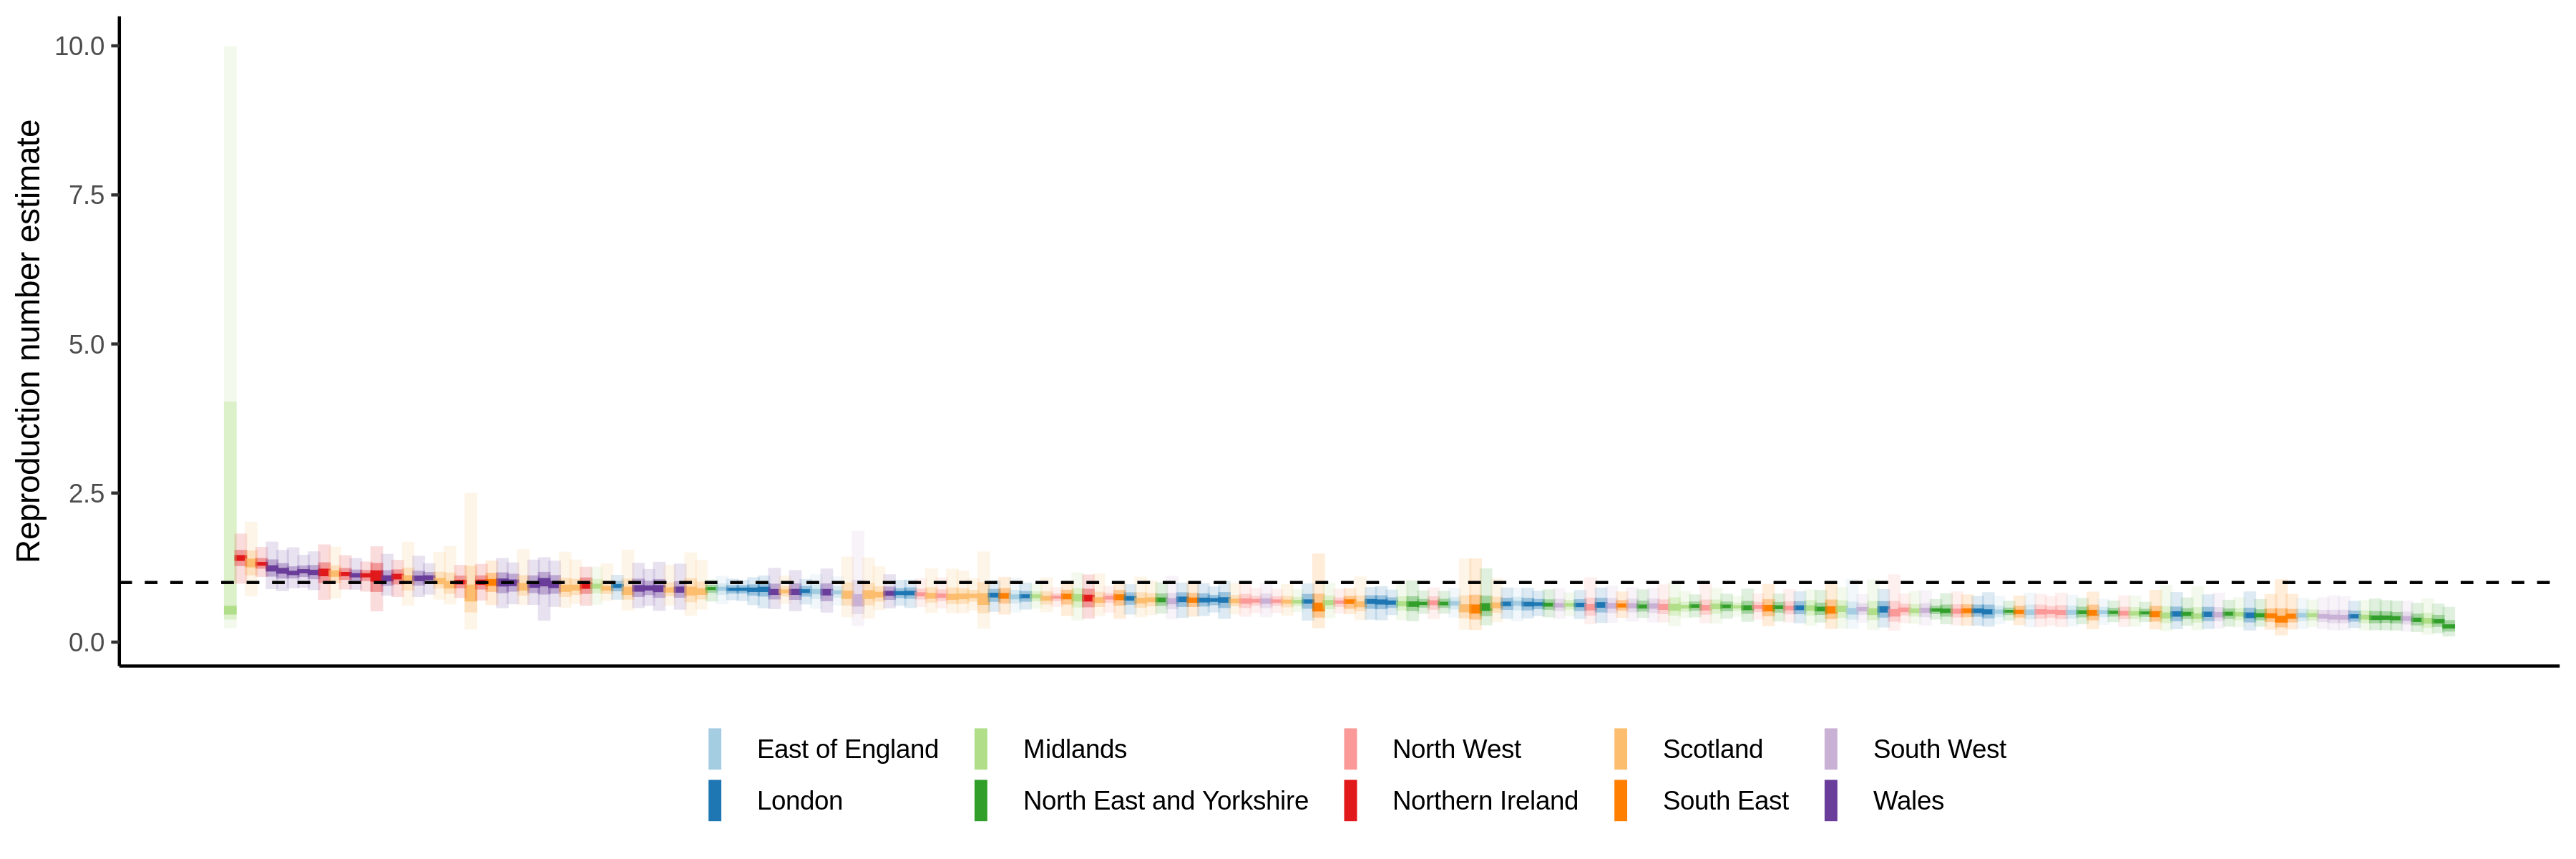 Reproduction number estimate
10.0
7.5
5.0
2.5
0.0
East of England Midlands North West Scotland South West
London North East and Yorkshire Northern Ireland South East Wales